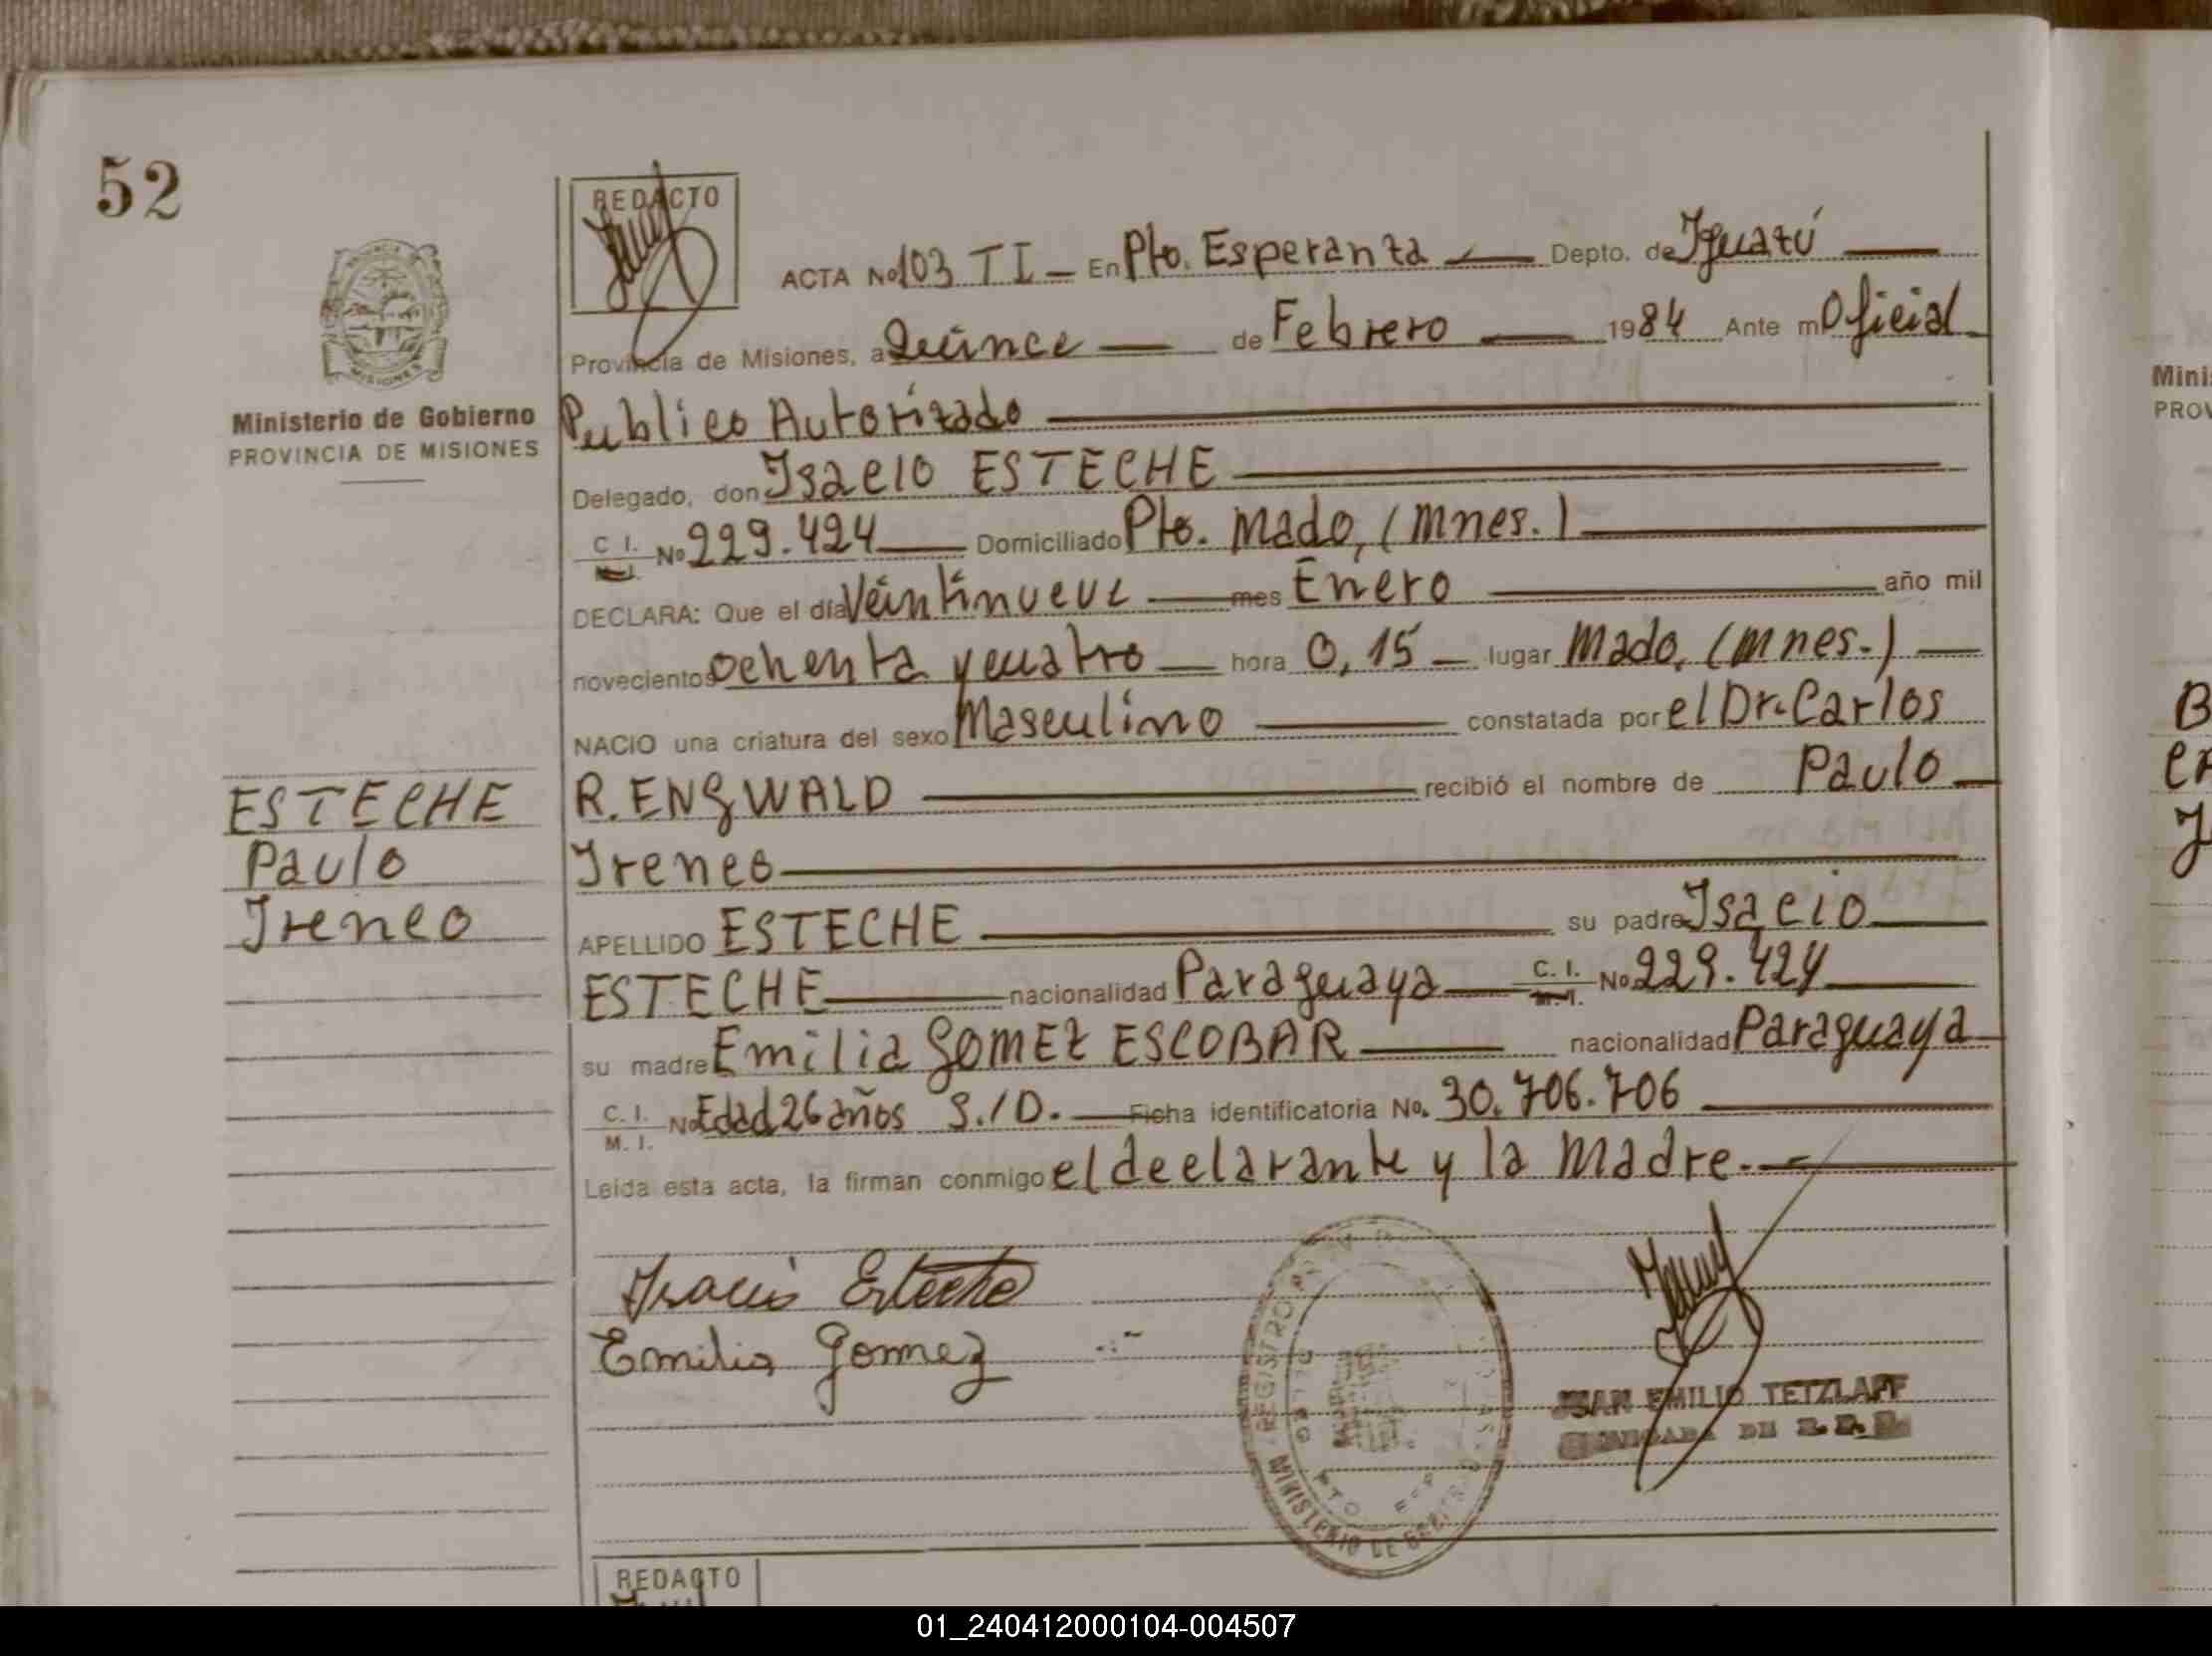 52
REDACTO
ACTA No 103 TI - En Pto. Esperanza Depto. de Iguazú
Provincia de Misiones, a Quince de Febrero 1984 Ante mi Oficial
Publico Autorizado
Ministerio de Gobierno
PROVINCIA DE MISIONES
Delegado, don Isacio ESTECHE
C. I. No 229.424 Domiciliado Pto. Mado, (Mnes.)
DECLARA: Que el día Veintinueve mes Enero año mil
novecientos ochenta y cuatro hora 0,15 lugar Mado, (Mnes.)
NACIO una criatura del sexo Masculino constatada por el Dr. Carlos
R. ENGWALD recibió el nombre de Paulo
Ireneo
ESTECHE
Paulo
Ireneo
APELLIDO ESTECHE su padre Isacio
ESTECHE nacionalidad Paraguaya C. I. M. I. No 229.424
su madre Emilia GOMEZ ESCOBAR nacionalidad Paraguaya
C. I. M. I. No Edad 26 años S./D. Ficha identificatoria No. 30.706.706
Leida esta acta, la firman conmigo el declarante y la Madre.
Isacio Esteche
Emilia Gomez
REGISTRO
MINISTERIO DE
JUAN EMILIO TETZLAFF
REDACTO
Mini
PROV
B
01_240412000104-004507